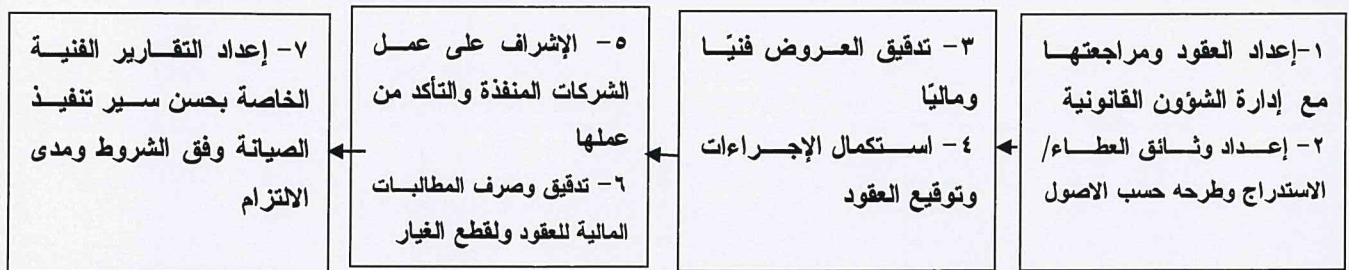 ١-إعداد العقود ومراجعتها
مع إدارة الشؤون القانونية
٢- إعداد وثائق العطاء/
الاستدراج وطرحه حسب الاصول
٣- تدقيق العروض فنيّا
وماليّا
٤- استكمال الإجراءات
وتوقيع العقود
٥- الإشراف على عمل
الشركات المنفذة والتأكد من
عملها
٦- تدقيق وصرف المطالبات
المالية للعقود ولقطع الغيار
٧- إعداد التقارير الفنية
الخاصة بحسن سير تنفيذ
الصيانة وفق الشروط ومدى
الالتزام